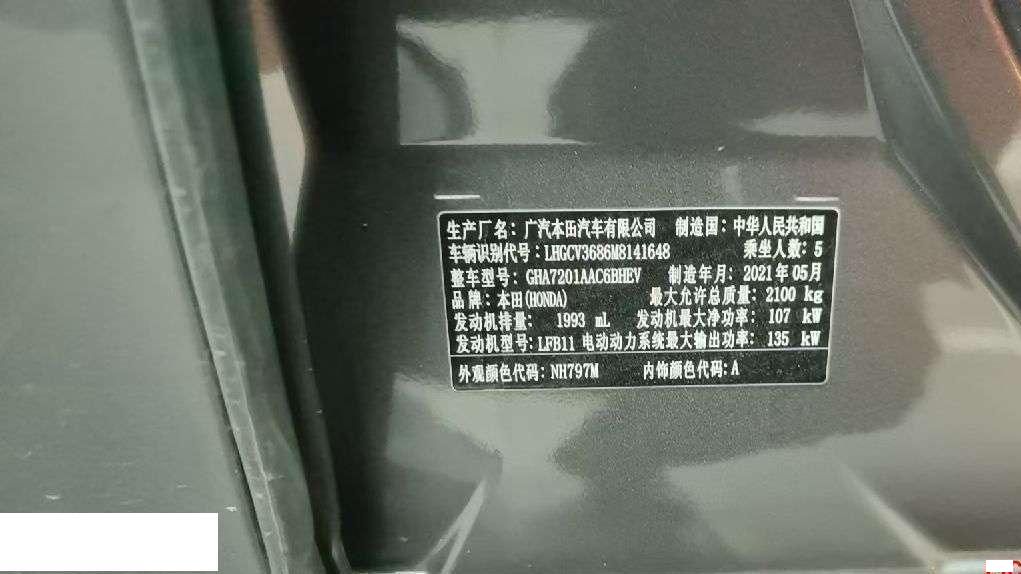 生产厂名：广汽本田汽车有限公司 制造国：中华人民共和国
车辆识别代号：LHGCV3686M8141648 乘坐人数：5
整车型号：GHA7201AAC6BHEV 制造年月：2021年05月
品牌：本田(HONDA) 最大允许总质量：2100 kg
发动机排量： 1993 mL 发动机最大净功率： 107 kW
发动机型号：LFB11 电动动力系统最大输出功率： 135 kW
外观颜色代码：NH797M 内饰颜色代码：A